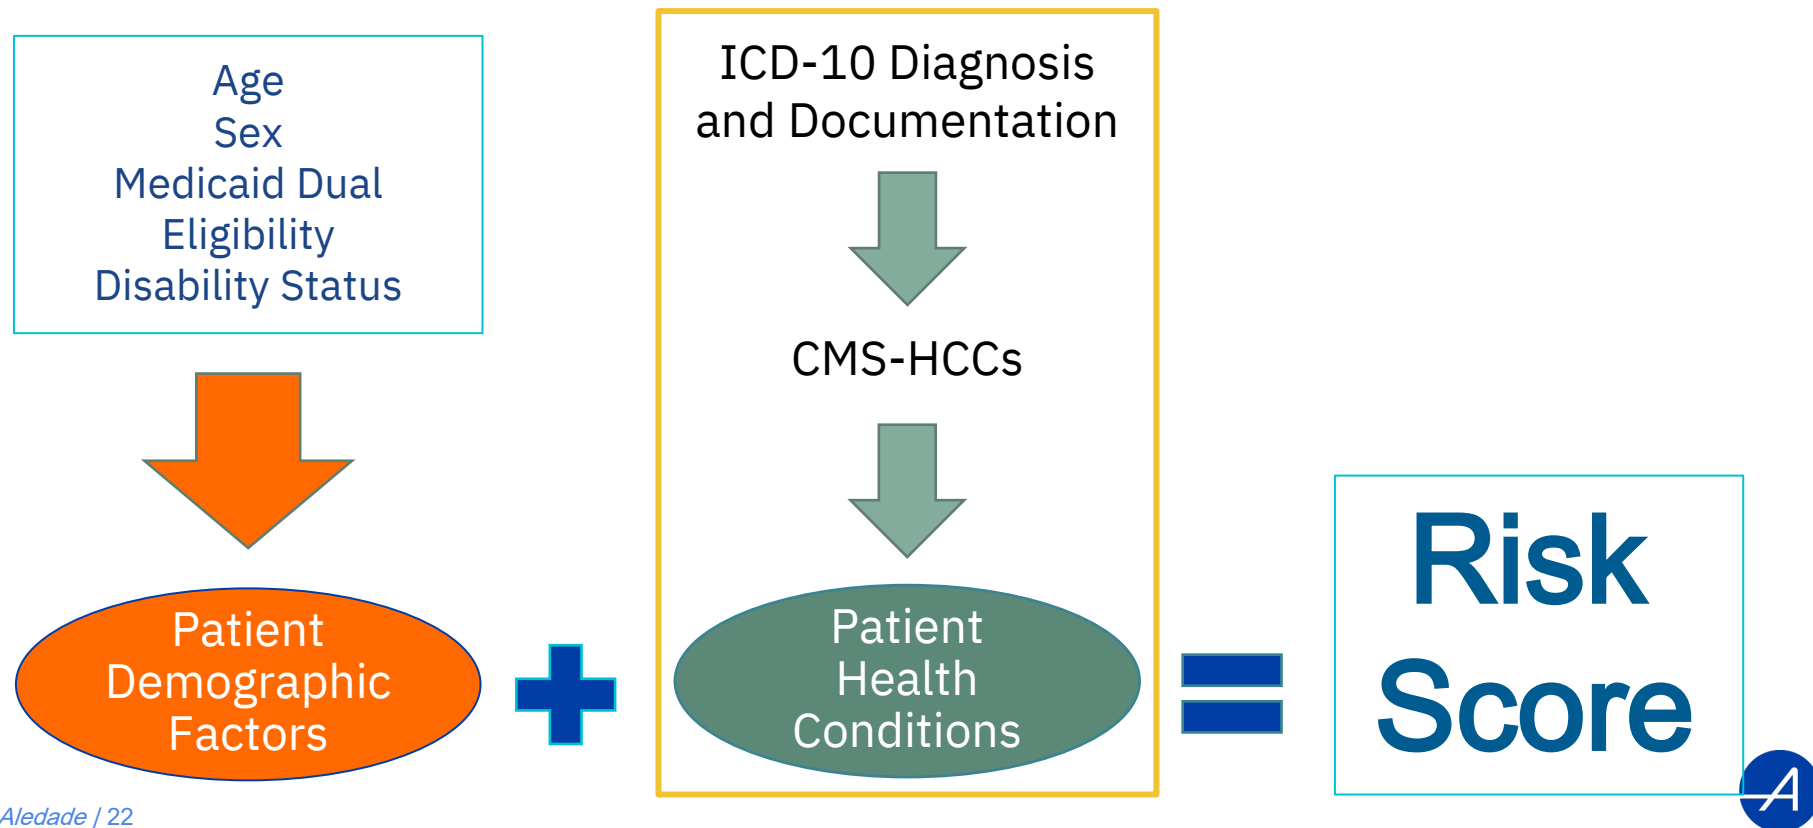 Age
Sex
Medicaid Dual
Eligibility
Disability Status
Patient
Demographic
Factors
ICD-10 Diagnosis
and Documentation
CMS-HCCs
Patient
Health
Conditions
Risk
Score
Aledade / 22